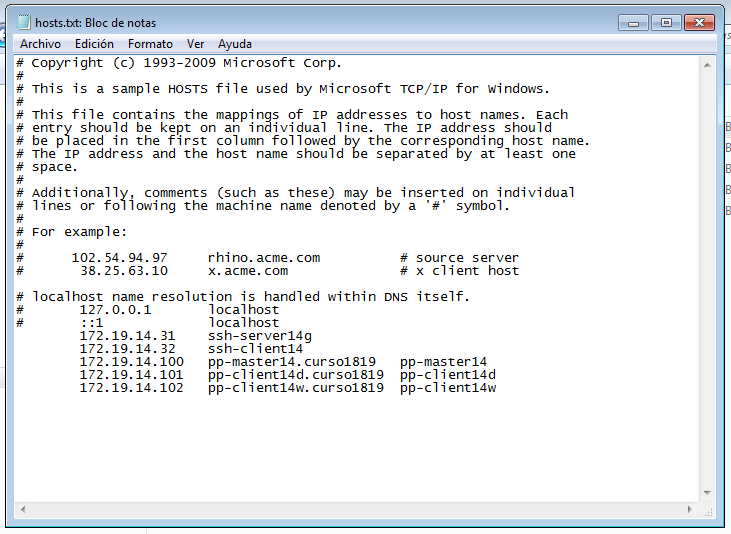 hosts.txt: Bloc de notas
Archivo Edición Formato Ver Ayuda
# Copyright (c) 1993-2009 Microsoft Corp.
#
# This is a sample HOSTS file used by Microsoft TCP/IP for Windows.
#
# This file contains the mappings of IP addresses to host names. Each
# entry should be kept on an individual line. The IP address should
# be placed in the first column followed by the corresponding host name.
# The IP address and the host name should be separated by at least one
# space.
#
# Additionally, comments (such as these) may be inserted on individual
# lines or following the machine name denoted by a '#' symbol.
#
# For example:
#
#      102.54.94.97     rhino.acme.com          # source server
#       38.25.63.10     x.acme.com              # x client host

# localhost name resolution is handled within DNS itself.
#       127.0.0.1       localhost
#       ::1             localhost
        172.19.14.31    ssh-server14g
        172.19.14.32    ssh-client14
        172.19.14.100   pp-master14.curso1819   pp-master14
        172.19.14.101   pp-client14d.curso1819  pp-client14d
        172.19.14.102   pp-client14w.curso1819  pp-client14w